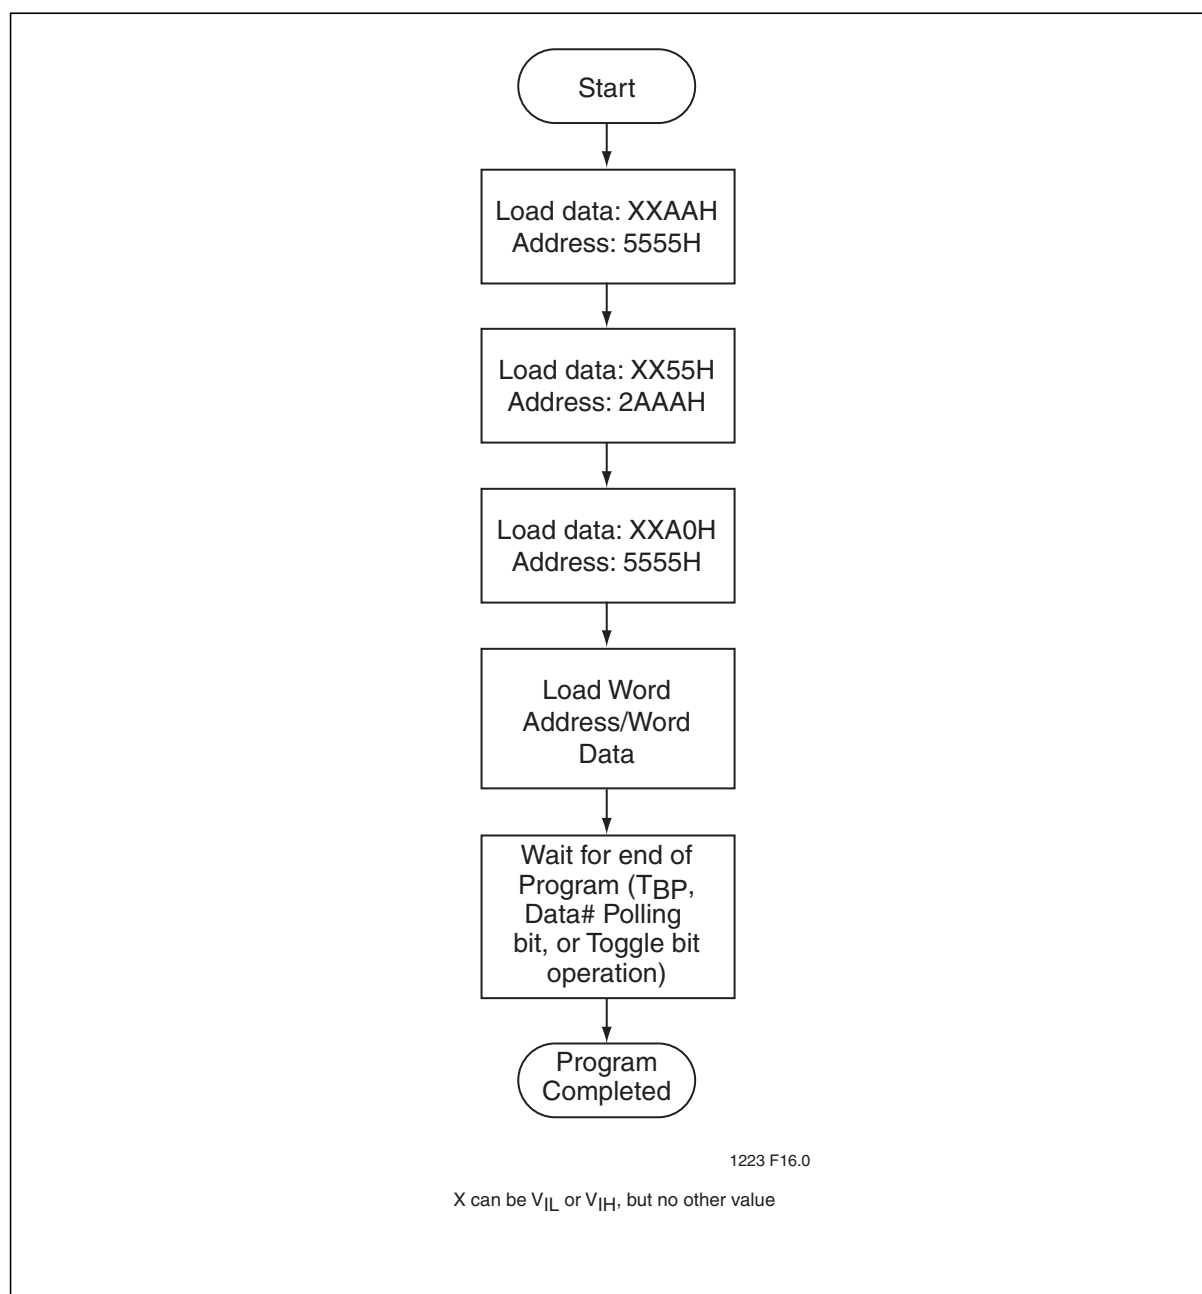 Start
Load data: XXAAH
Address: 5555H
Load data: XX55H
Address: 2AAAH
Load data: XXA0H
Address: 5555H
Load Word
Address/Word
Data
Wait for end of
Program (TBP,
Data# Polling
bit, or Toggle bit
operation)
Program
Completed
1223 F16.0
X can be VIL or VIH, but no other value